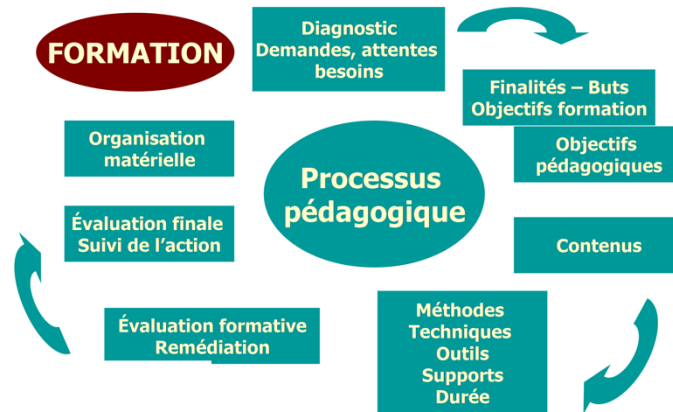 FORMATION
Diagnostic
Demandes, attentes
besoins
Finalités – Buts
Objectifs formation
Objectifs
pédagogiques
Contenus
Méthodes
Techniques
Outils
Supports
Durée
Évaluation formative
Remédiation
Évaluation finale
Suivi de l’action
Organisation
matérielle
Processus
pédagogique